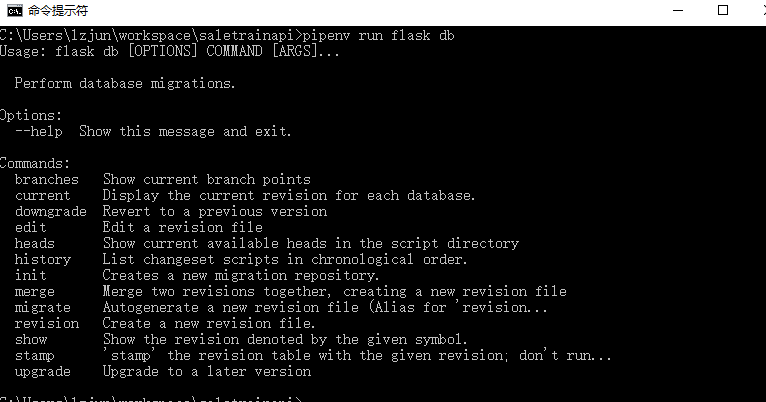 命令提示符
C:\Users\lzjun\workspace\saletrainapi>pipenv run flask db
Usage: flask db [OPTIONS] COMMAND [ARGS]...
Perform database migrations.
Options:
--help  Show this message and exit.
Commands:
branches   Show current branch points
current    Display the current revision for each database.
downgrade  Revert to a previous version
edit       Edit a revision file
heads      Show current available heads in the script directory
history    List changeset scripts in chronological order.
init       Creates a new migration repository.
merge      Merge two revisions together, creating a new revision file
migrate    Autogenerate a new revision file (Alias for 'revision...
revision   Create a new revision file.
show       Show the revision denoted by the given symbol.
stamp      'stamp' the revision table with the given revision; don't run...
upgrade    Upgrade to a later version
C:\Users\lzjun\workspace\saletrainapi>